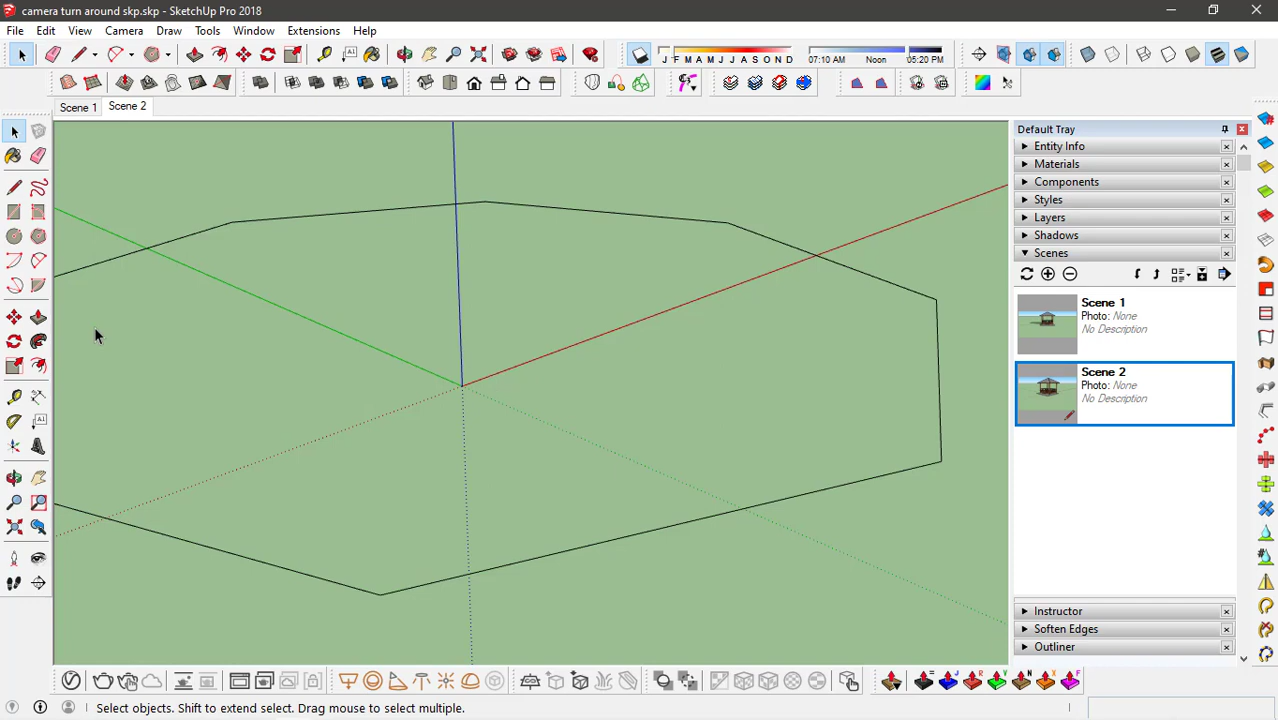 camera turn around skp.skp - SketchUp Pro 2018
File Edit View Camera Draw Tools Window Extensions Help
J F M A M J J A S O N D 07:10 AM Noon 05:20 PM
Scene 1 Scene 2
Default Tray
Entity Info
Materials
Components
Styles
Layers
Shadows
Scenes
Scene 1
Photo: None
No Description
Scene 2
Photo: None
No Description
Instructor
Soften Edges
Outliner
Select objects. Shift to extend select. Drag mouse to select multiple.